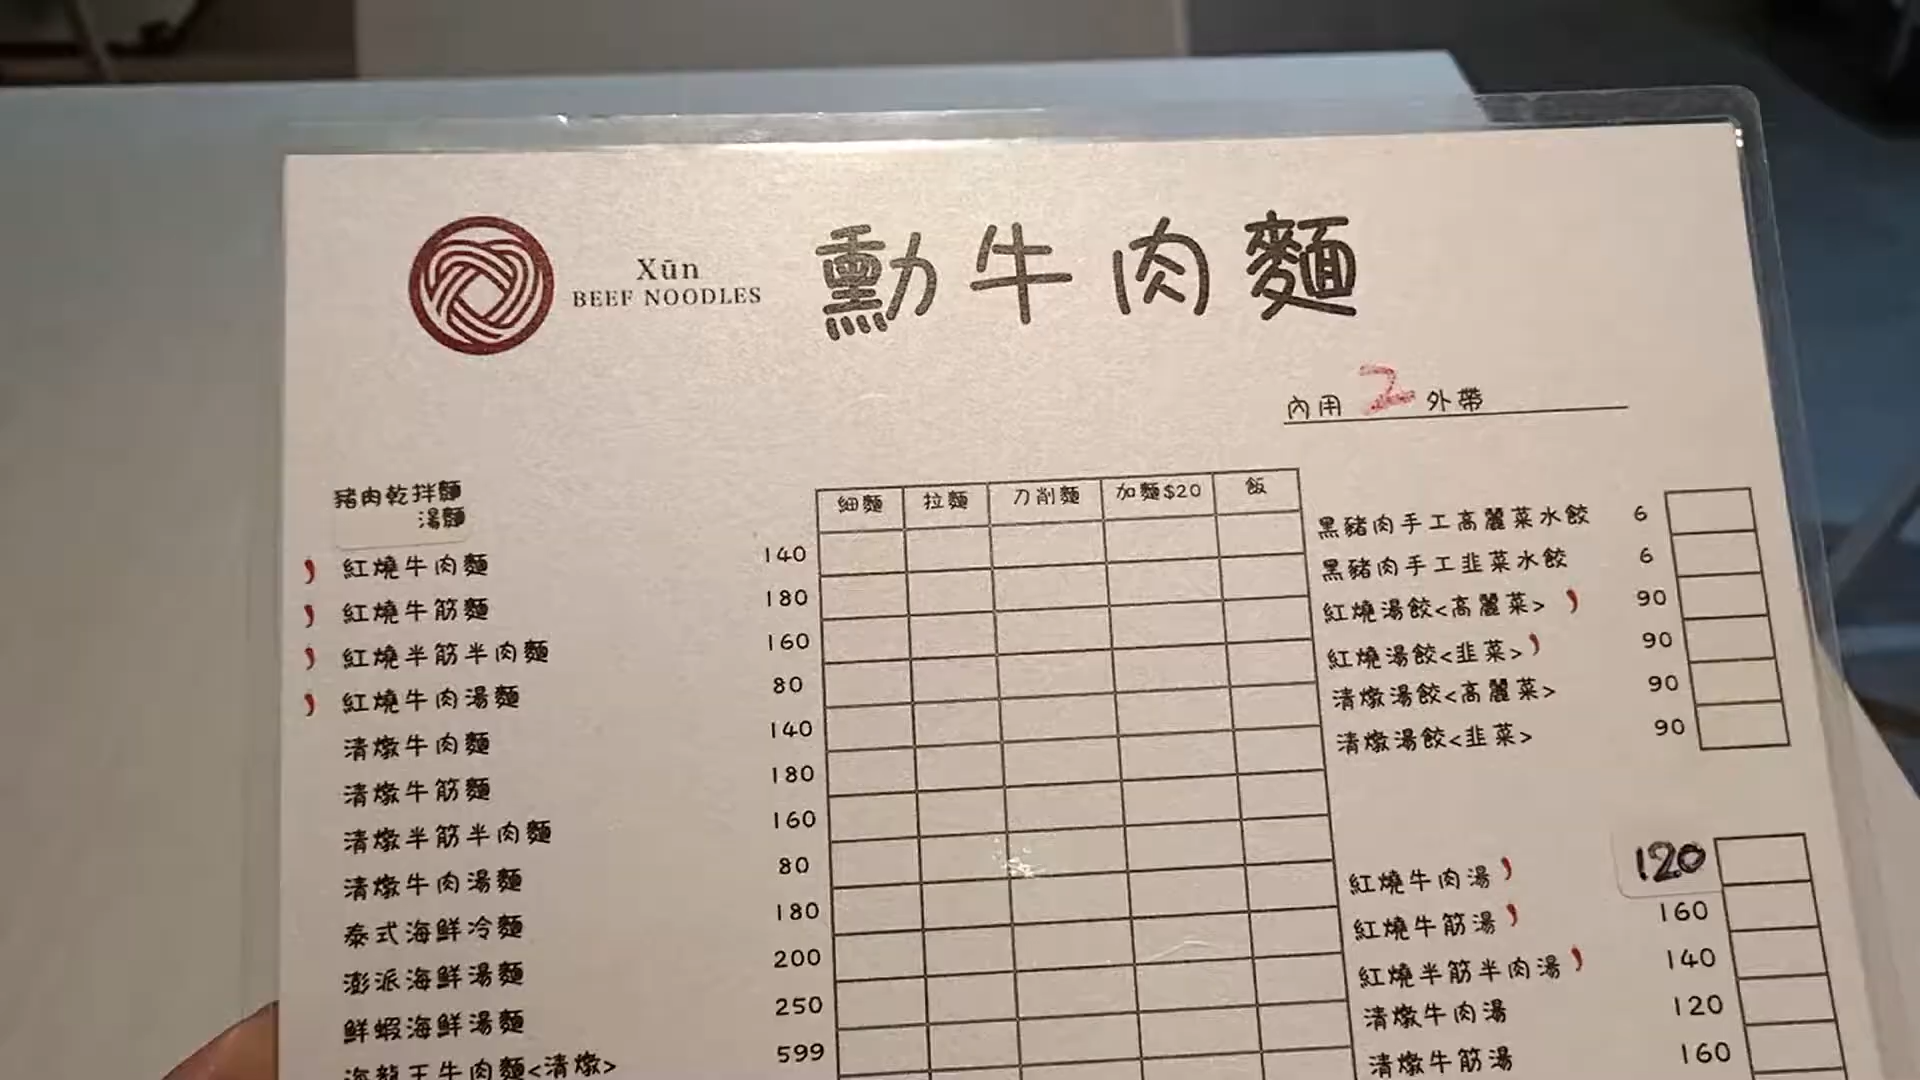 Xūn
BEEF NOODLES
勳牛肉麵
內用 2 外帶
豬肉乾拌麵
湯麵
細麵 拉麵 刀削麵 加麵$20 飯
紅燒牛肉麵 140
紅燒牛筋麵 180
紅燒半筋半肉麵 160
紅燒牛肉湯麵 80
清燉牛肉麵 140
清燉牛筋麵 180
清燉半筋半肉麵 160
清燉牛肉湯麵 80
泰式海鮮冷麵 180
澎派海鮮湯麵 200
鮮蝦海鮮湯麵 250
海龍王牛肉麵<清燉> 599
黑豬肉手工高麗菜水餃 6
黑豬肉手工韭菜水餃 6
紅燒湯餃<高麗菜> 90
紅燒湯餃<韭菜> 90
清燉湯餃<高麗菜> 90
清燉湯餃<韭菜> 90
紅燒牛肉湯 120
紅燒牛筋湯 160
紅燒半筋半肉湯 140
清燉牛肉湯 120
清燉牛筋湯 160